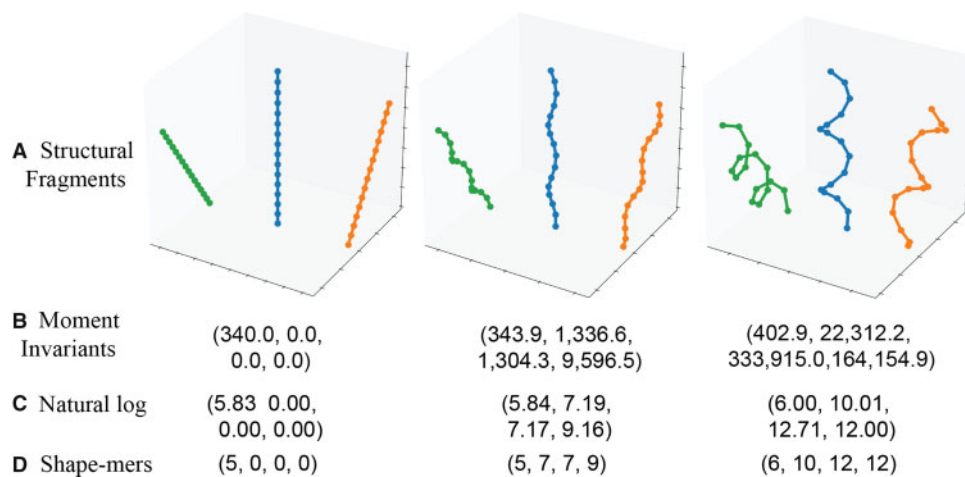 A Structural
Fragments
B Moment
Invariants
(340.0, 0.0,
0.0, 0.0)
(343.9, 1,336.6,
1,304.3, 9,596.5)
(402.9, 22,312.2,
333,915.0,164,154.9)
C Natural log
(5.83 0.00,
0.00, 0.00)
(5.84, 7.19,
7.17, 9.16)
(6.00, 10.01,
12.71, 12.00)
D Shape-mers
(5, 0, 0, 0)
(5, 7, 7, 9)
(6, 10, 12, 12)